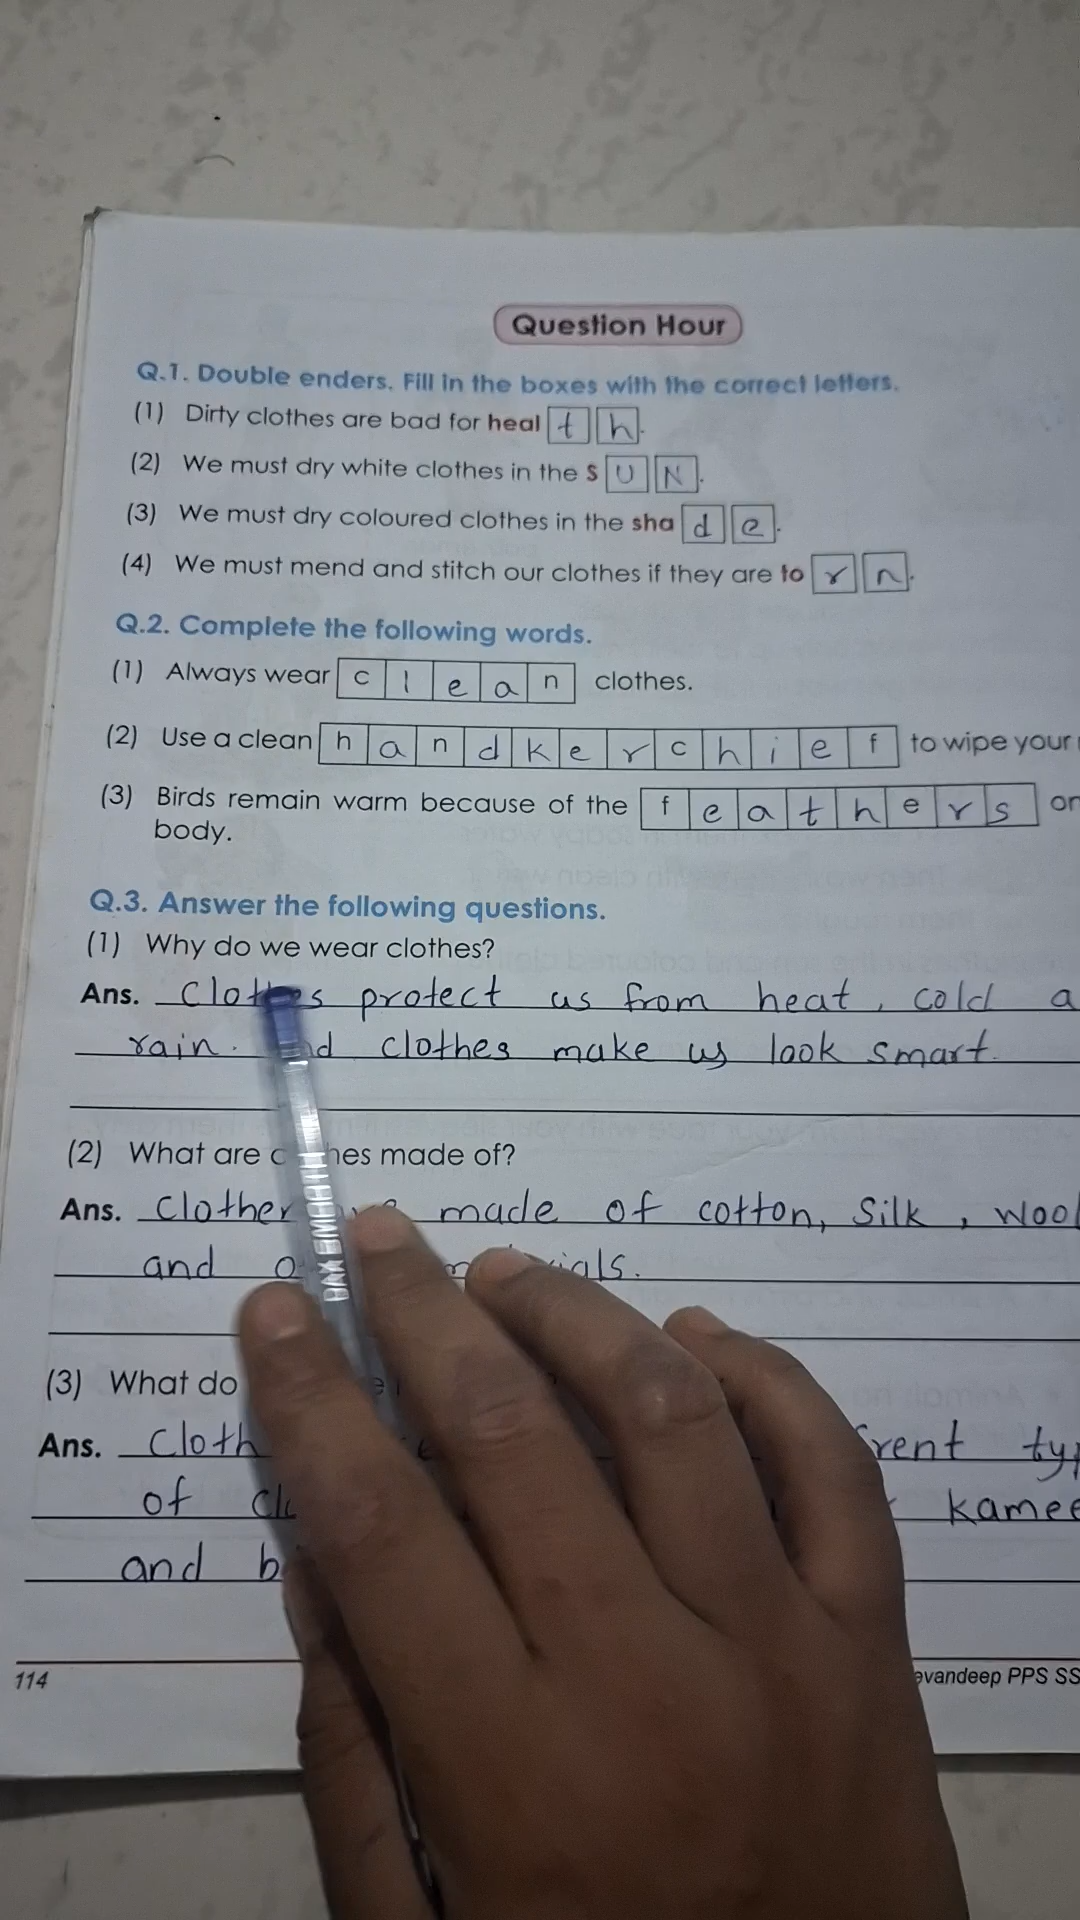 Question Hour
Q.1. Double enders. Fill in the boxes with the correct letters.
(1) Dirty clothes are bad for heal t h.
(2) We must dry white clothes in the s U N.
(3) We must dry coloured clothes in the sha d e.
(4) We must mend and stitch our clothes if they are to r n.
Q.2. Complete the following words.
(1) Always wear c l e a n clothes.
(2) Use a clean h a n d k e r c h i e f to wipe your
(3) Birds remain warm because of the f e a t h e r s on
body.
Q.3. Answer the following questions.
(1) Why do we wear clothes?
Ans. Clothes protect us from heat, cold a
rain. and clothes make us look smart.
(2) What are clothes made of?
Ans. Clothes are made of cotton, Silk, wool
and
(3) What do
Ans.
of kamee
and
114
PPS SS
BAXEMARTL